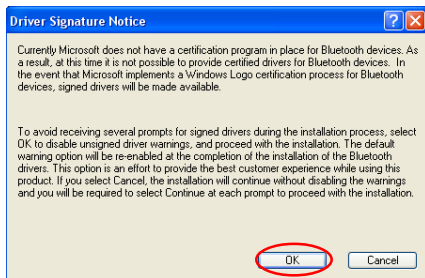 Driver Signature Notice
Currently Microsoft does not have a certification program in place for Bluetooth devices. As
a result, at this time it is not possible to provide certified drivers for Bluetooth devices. In
the event that Microsoft implements a Windows Logo certification process for Bluetooth
devices, signed drivers will be made available.
To avoid receiving several prompts for signed drivers during the installation process, select
OK to disable unsigned driver warnings, and proceed with the installation. The default
warning option will be re-enabled at the completion of the installation of the Bluetooth
drivers. This option is an effort to provide the best customer experience while using this
product. If you select Cancel, the installation will continue without disabling the warnings
and you will be required to select Continue at each prompt to proceed with the installation.
OK Cancel